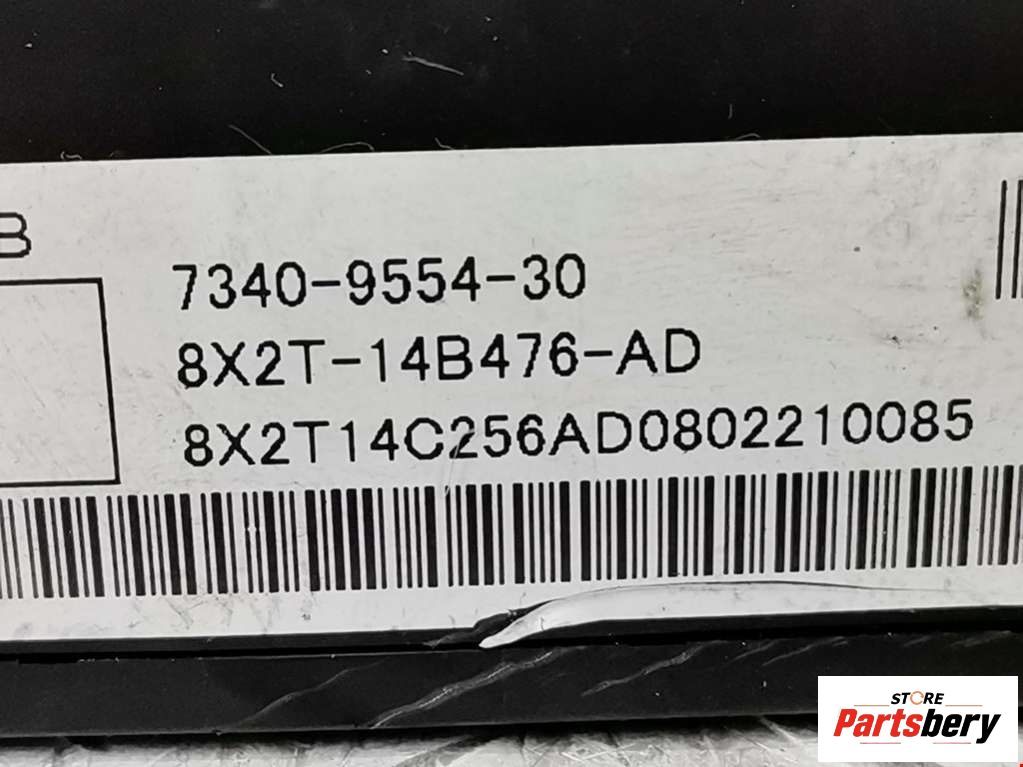 B
7340-9554-30
8X2T-14B476-AD
8X2T14C256AD0802210085
STORE
Partsbery